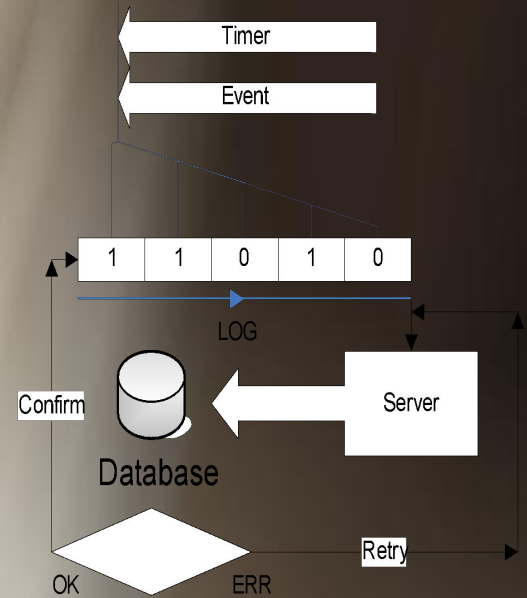 Timer
Event
1 1 0 1 0
LOG
Confirm
Server
Database
Retry
OK ERR